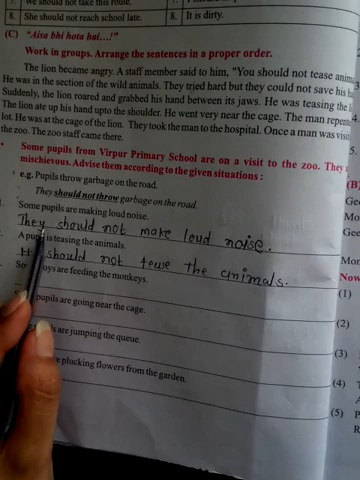 7. We should not take this route.
8. She should not reach school late. 8. It is dirty.
(C) "Aisa bhi hota hai...!"
Work in groups. Arrange the sentences in a proper order.
The lion became angry. A staff member said to him, "You should not tease
He was in the section of the wild animals. They tried hard but they could not save his
Suddenly, the lion roared and grabbed his hand between its jaws. He was teasing the
The lion ate up his hand upto the shoulder. He went very near the cage. The man
lot. He was at the cage of the lion. They took the man to the hospital. Once a man was
the zoo. The zoo staff came there.
Some pupils from Virpur Primary School are on a visit to the zoo. They
mischievous. Advise them according to the given situations :
e.g. Pupils throw garbage on the road.
They should not throw garbage on the road.
Some pupils are making loud noise.
They should not make loud noise.
A pupil is teasing the animals.
should not tease the animals.
boys are feeding the monkeys.
pupils are going near the cage.
are jumping the queue.
plucking flowers from the garden.
(B)
Now
(1)
(2)
(3)
(4)
(5)